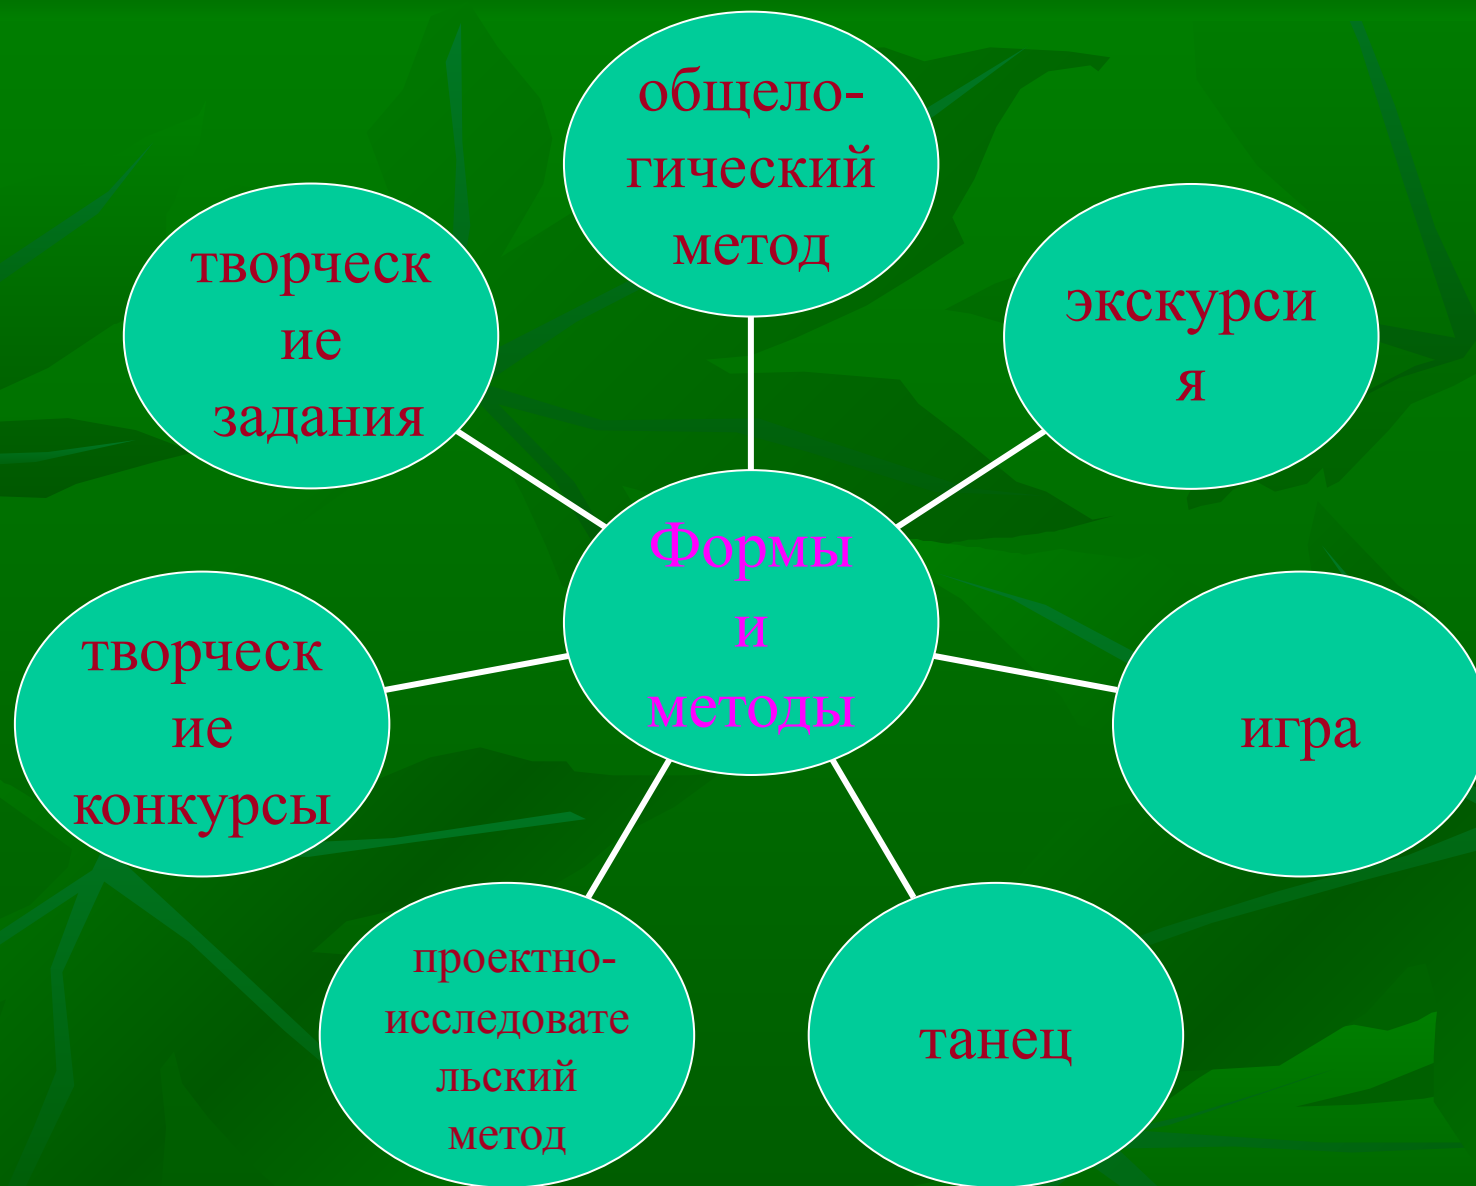 общело-
гический
метод
творческ
ие
задания
экскурси
я
Формы
и
методы
творческ
ие
конкурсы
игра
проектно-
исследовате
льский
метод
танец